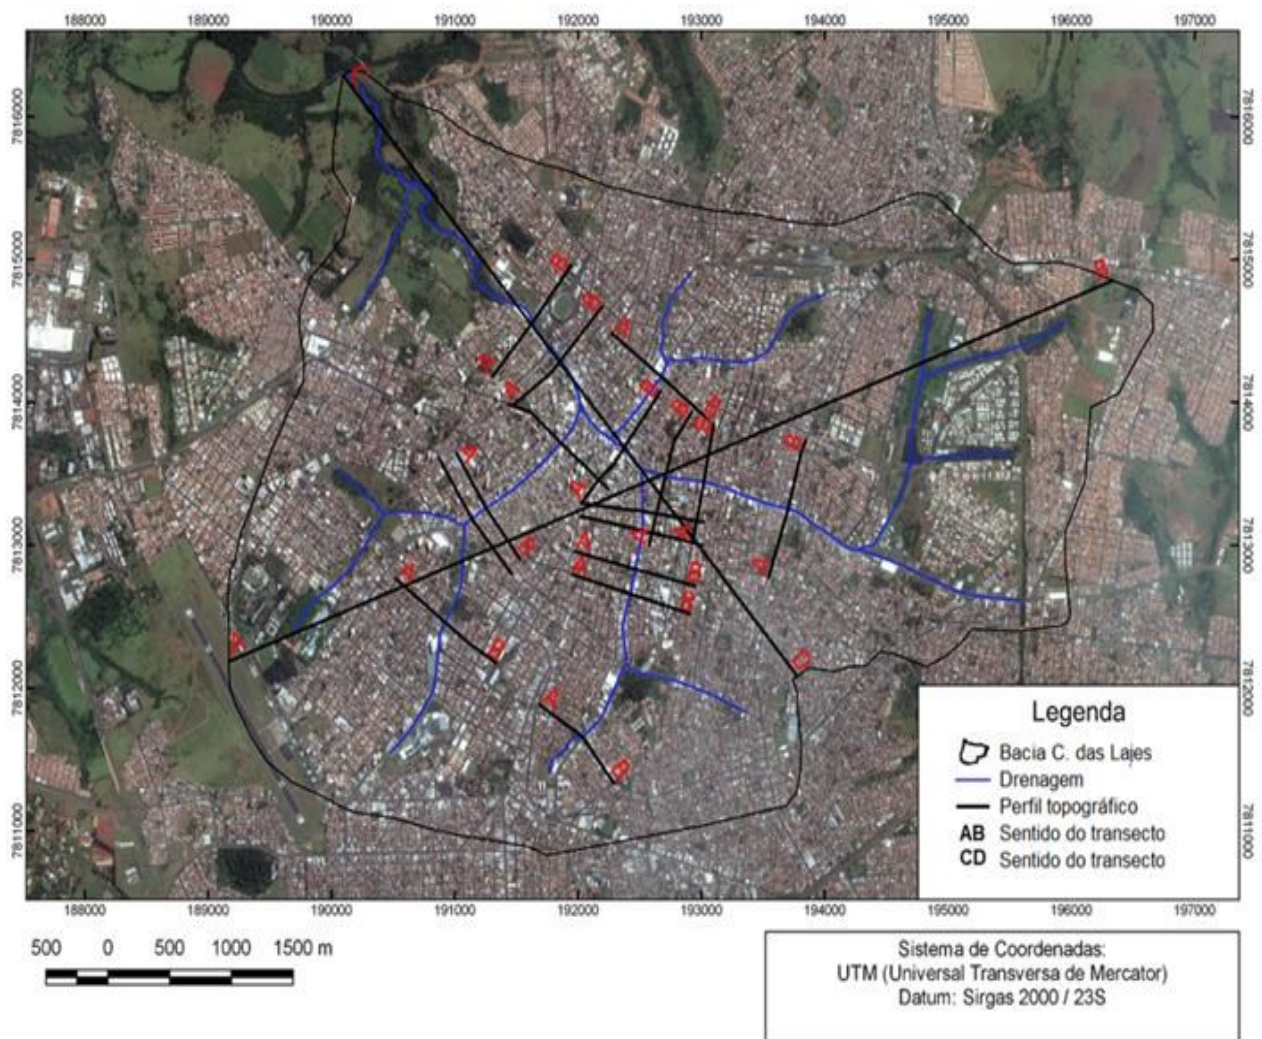 188000 189000 190000 191000 192000 193000 194000 195000 196000 197000
7816000 7816000
7815000 7815000
7814000 7814000
7813000 7813000
7812000 7812000
7811000 7811000
C
B
B
B
A
A
B
B
A
A
A
A
A
B
A
B
A
B
A
D
A
B
Legenda
Bacia C. das Lajes
Drenagem
Perfil topográfico
AB Sentido do transecto
CD Sentido do transecto
188000 189000 190000 191000 192000 193000 194000 195000 196000 197000
500 0 500 1000 1500 m
Sistema de Coordenadas:
UTM (Universal Transversa de Mercator)
Datum: Sirgas 2000 / 23S